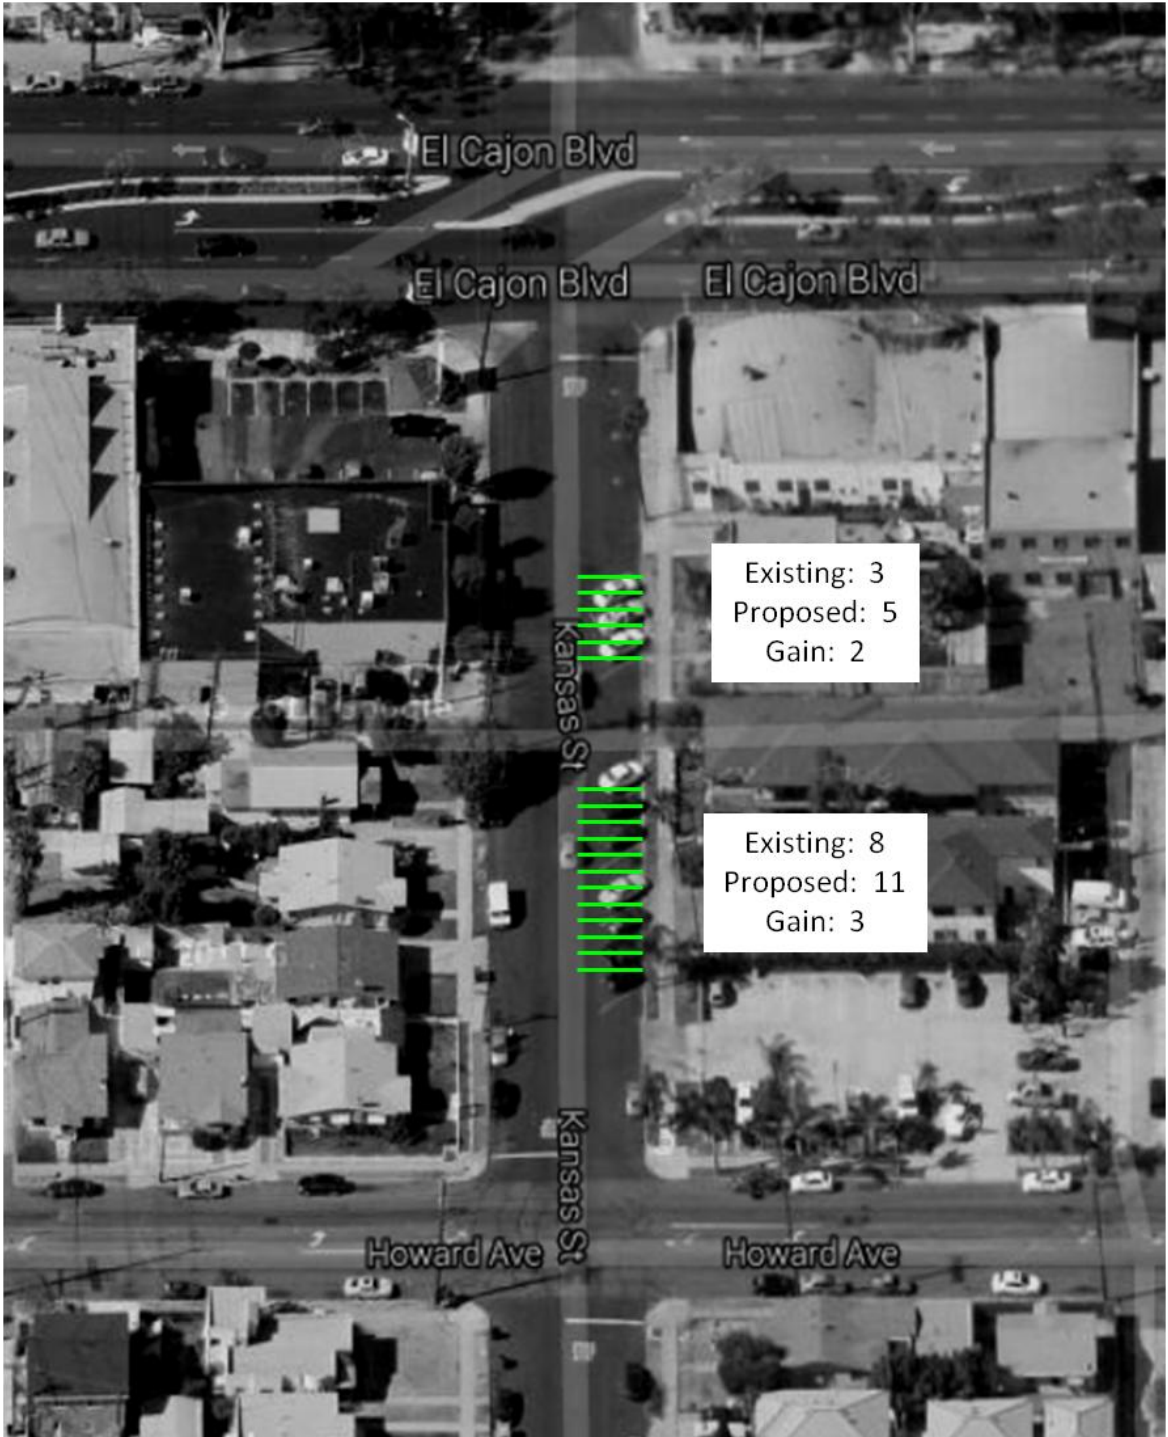 El Cajon Blvd
El Cajon Blvd
El Cajon Blvd
Existing: 3
Proposed: 5
Gain: 2
Kansas St
Existing: 8
Proposed: 11
Gain: 3
Kansas St
Howard Ave
Howard Ave